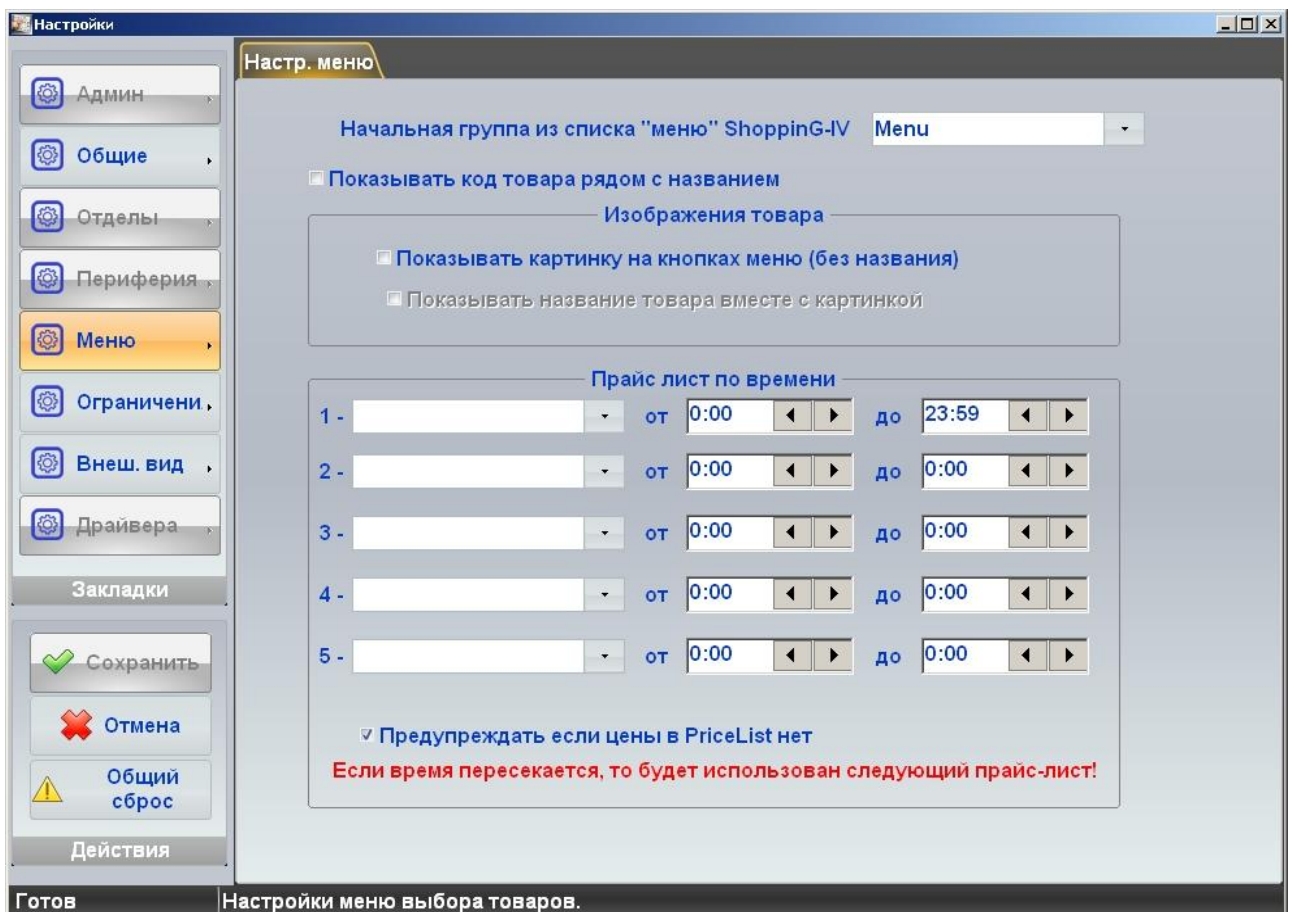 Настройки
Админ
Общие
Отделы
Периферия
Меню
Ограничени.
Внеш. вид
Драйвера
Закладки
Сохранить
Отмена
Общий
сброс
Действия
Настр. меню
Начальная группа из списка "меню" ShoppinG-IV Menu
Показывать код товара рядом с названием
Изображения товара
Показывать картинку на кнопках меню (без названия)
Показывать название товара вместе с картинкой
Прайс лист по времени
1 - от 0:00 до 23:59
2 - от 0:00 до 0:00
3 - от 0:00 до 0:00
4 - от 0:00 до 0:00
5 - от 0:00 до 0:00
Предупреждать если цены в PriceList нет
Если время пересекается, то будет использован следующий прайс-лист!
Готов Настройки меню выбора товаров.